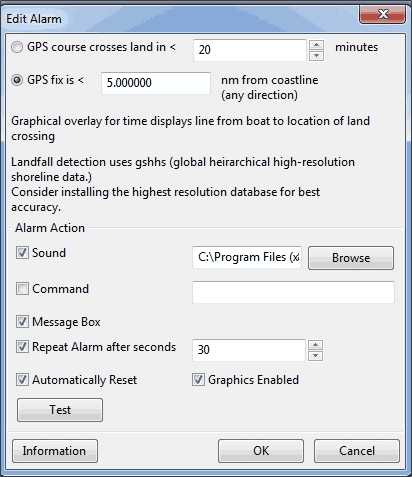 Edit Alarm
GPS course crosses land in < 20 minutes
GPS fix is < 5.000000 nm from coastline
(any direction)
Graphical overlay for time displays line from boat to location of land
crossing
Landfall detection uses gshhs (global heirarchical high-resolution
shoreline data.)
Consider installing the highest resolution database for best
accuracy.
Alarm Action
Sound C:\Program Files (x Browse
Command
Message Box
Repeat Alarm after seconds 30
Automatically Reset Graphics Enabled
Test
Information OK Cancel